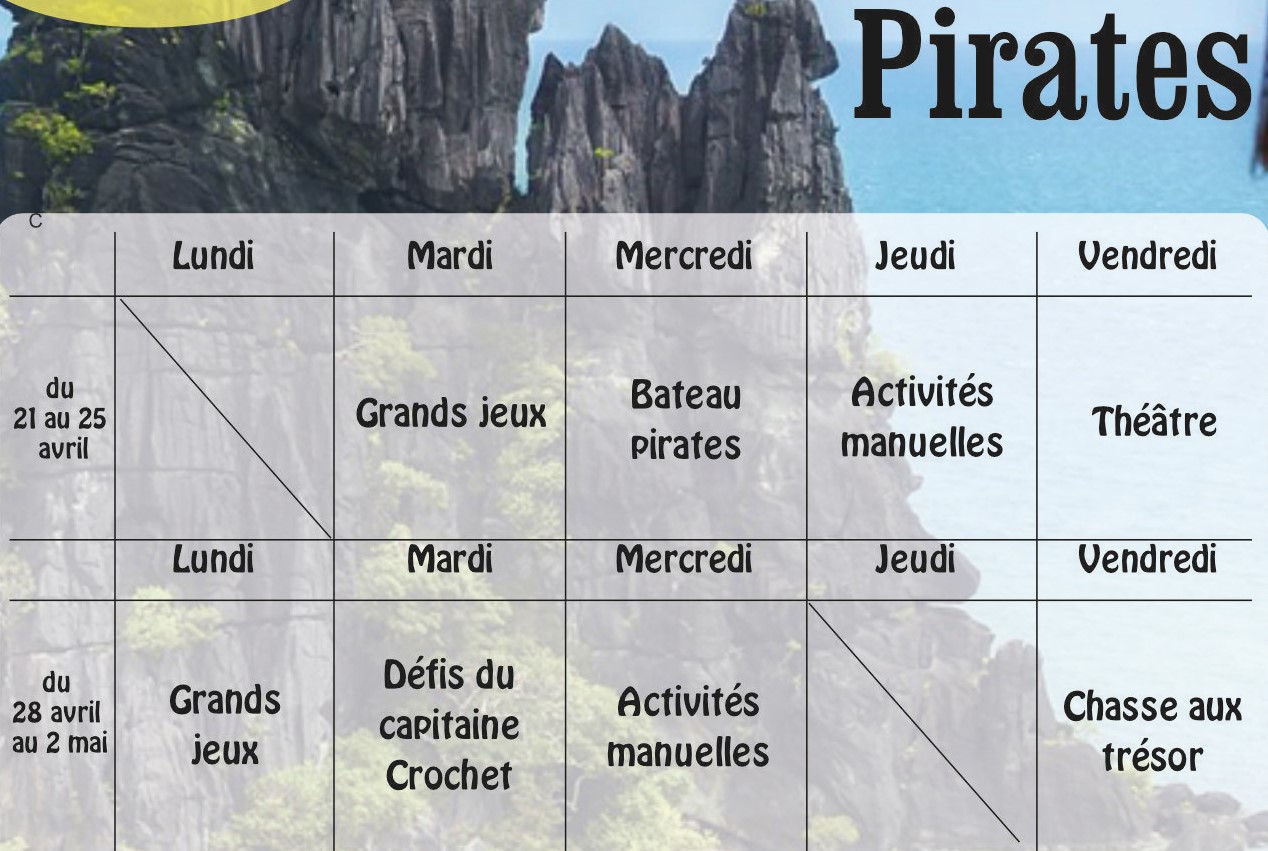 Pirates
C
Lundi Mardi Mercredi Jeudi Vendredi
du
21 au 25
avril
Grands jeux
Bateau
pirates
Activités
manuelles
Théâtre
Lundi Mardi Mercredi Jeudi Vendredi
du
28 avril
au 2 mai
Grands
jeux
Défis du
capitaine
Crochet
Activités
manuelles
Chasse aux
trésor